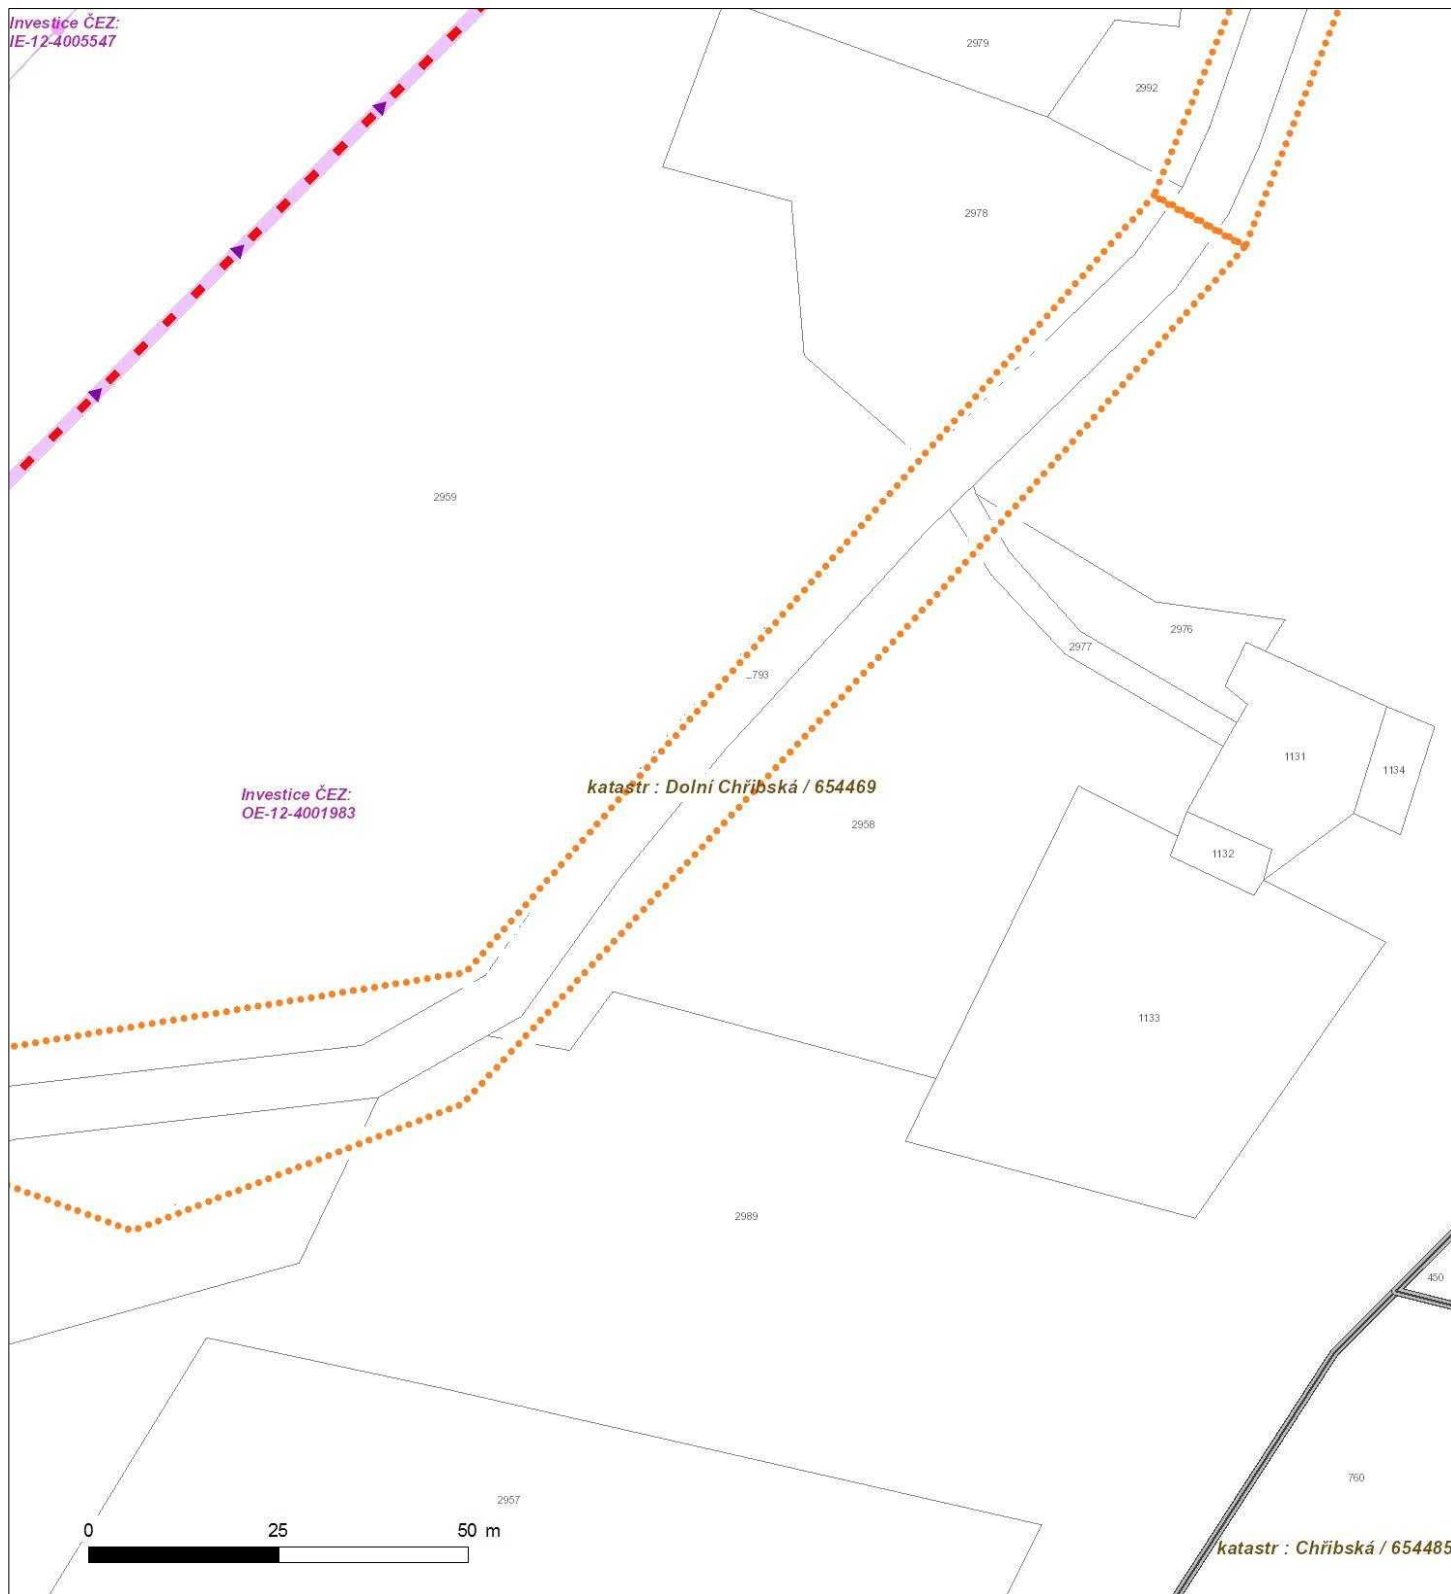 Investice ČEZ:
IE-12-4005547
2979
2992
2978
2959
2976
2977
793
1131
1134
Investice ČEZ:
OE-12-4001983
katastr : Dolní Chřibská / 654469
2958
1132
1133
2989
450
760
2957
0 25 50 m
katastr : Chřibská / 654485